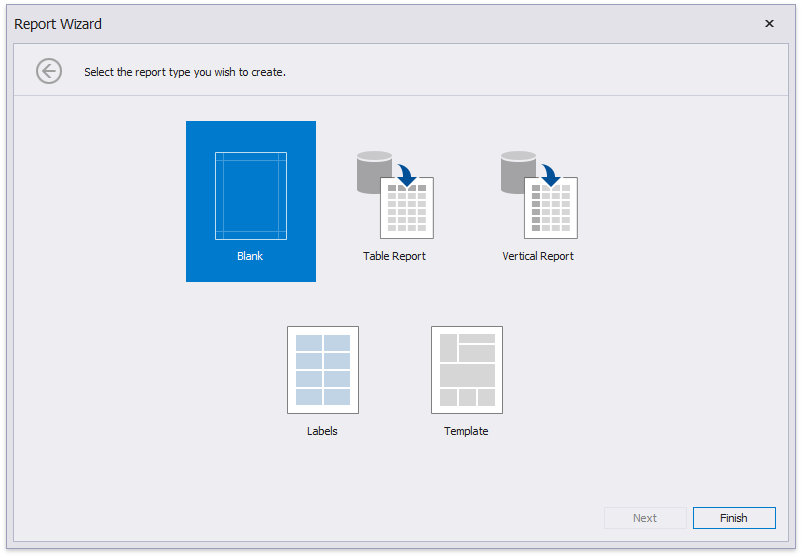 Report Wizard
Select the report type you wish to create.
Blank
Table Report
Vertical Report
Labels
Template
Next
Finish